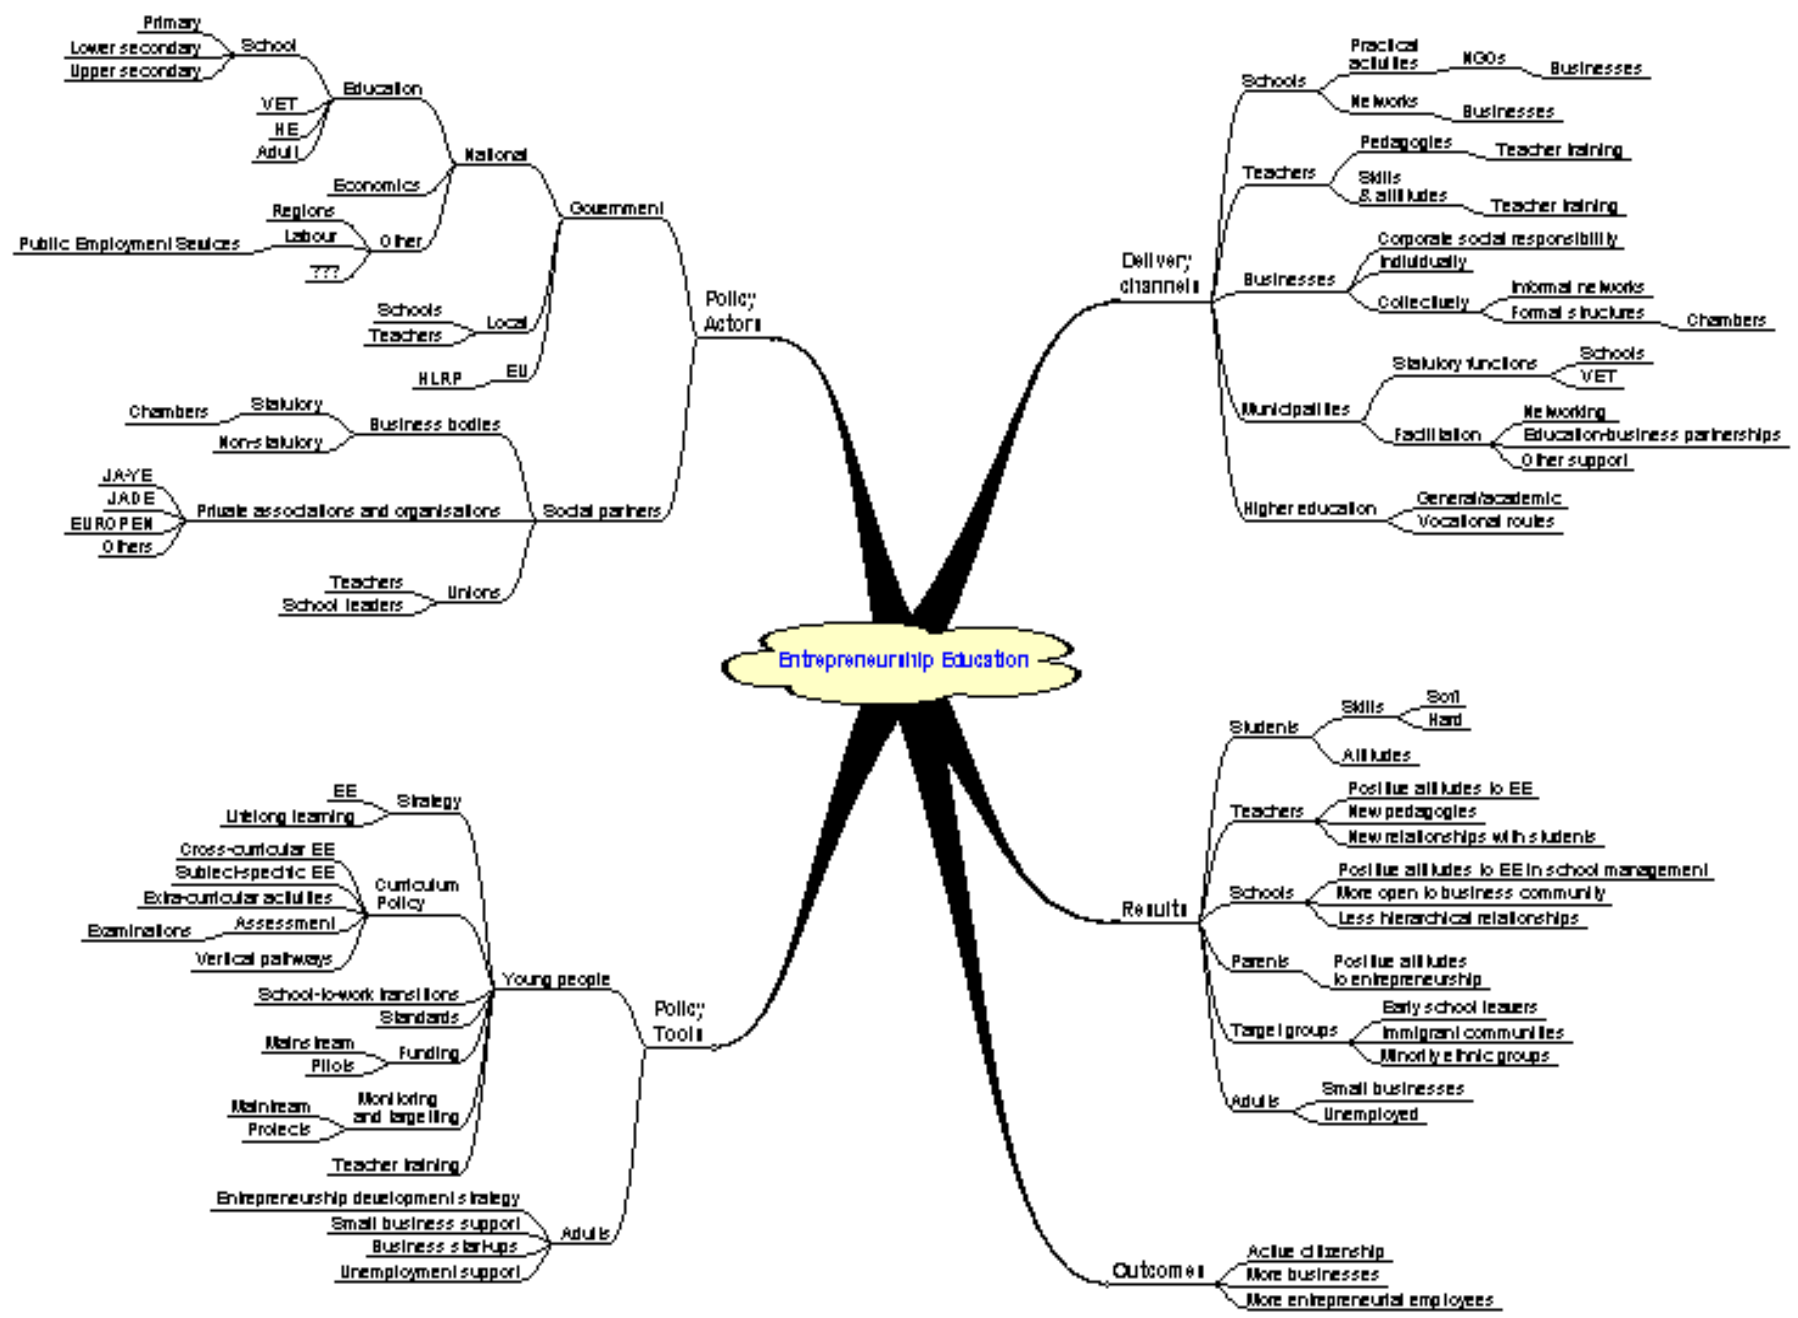 Primary
School
Lower secondary
Upper secondary
Education
VET
HE
Adult
National
Economics
Regions
Government
Labour
Other
Public Employment Services
???
Policy
Actors
Schools
Local
Teachers
EU
HLRP
Statutory
Chambers
Business bodies
Non-statutory
JA-YE
JADE
Private associations and organisations
Social partners
EUROPEN
Others
Teachers
Unions
School leaders
Practical
activities
NGOs
Businesses
Schools
Networks
Businesses
Pedagogies
Teacher training
Teachers
Skills
& attitudes
Teacher training
Corporate social responsibility
Delivery
channels
Individually
Businesses
Informal networks
Collectively
Formal structures
Chambers
Schools
Statutory functions
VET
Municipalities
Networking
Facilitation
Education-business partnerships
Other support
General/academic
Higher education
Vocational routes
Entrepreneurship Education
Soft
Skills
Hard
Students
Attitudes
Positive attitudes to EE
Teachers
New pedagogies
New relationships with students
Positive attitudes to EE in school management
Schools
More open to business community
Results
Less hierarchical relationships
Parents
Positive attitudes
to entrepreneurship
Early school leavers
Target groups
Immigrant communities
Minority ethnic groups
Small businesses
Adults
Unemployed
Active citizenship
Outcomes
More businesses
More entrepreneurial employees
EE
Strategy
Lifelong learning
Cross-curricular EE
Subject-specific EE
Curriculum
Policy
Extra-curricular activities
Assessment
Examinations
Vertical pathways
Young people
School-to-work transitions
Standards
Policy
Tools
Mainstream
Funding
Pilots
Monitoring
and targetting
Maintream
Projects
Teacher training
Entrepreneurship development strategy
Small business support
Adults
Business start-ups
Unemployment support